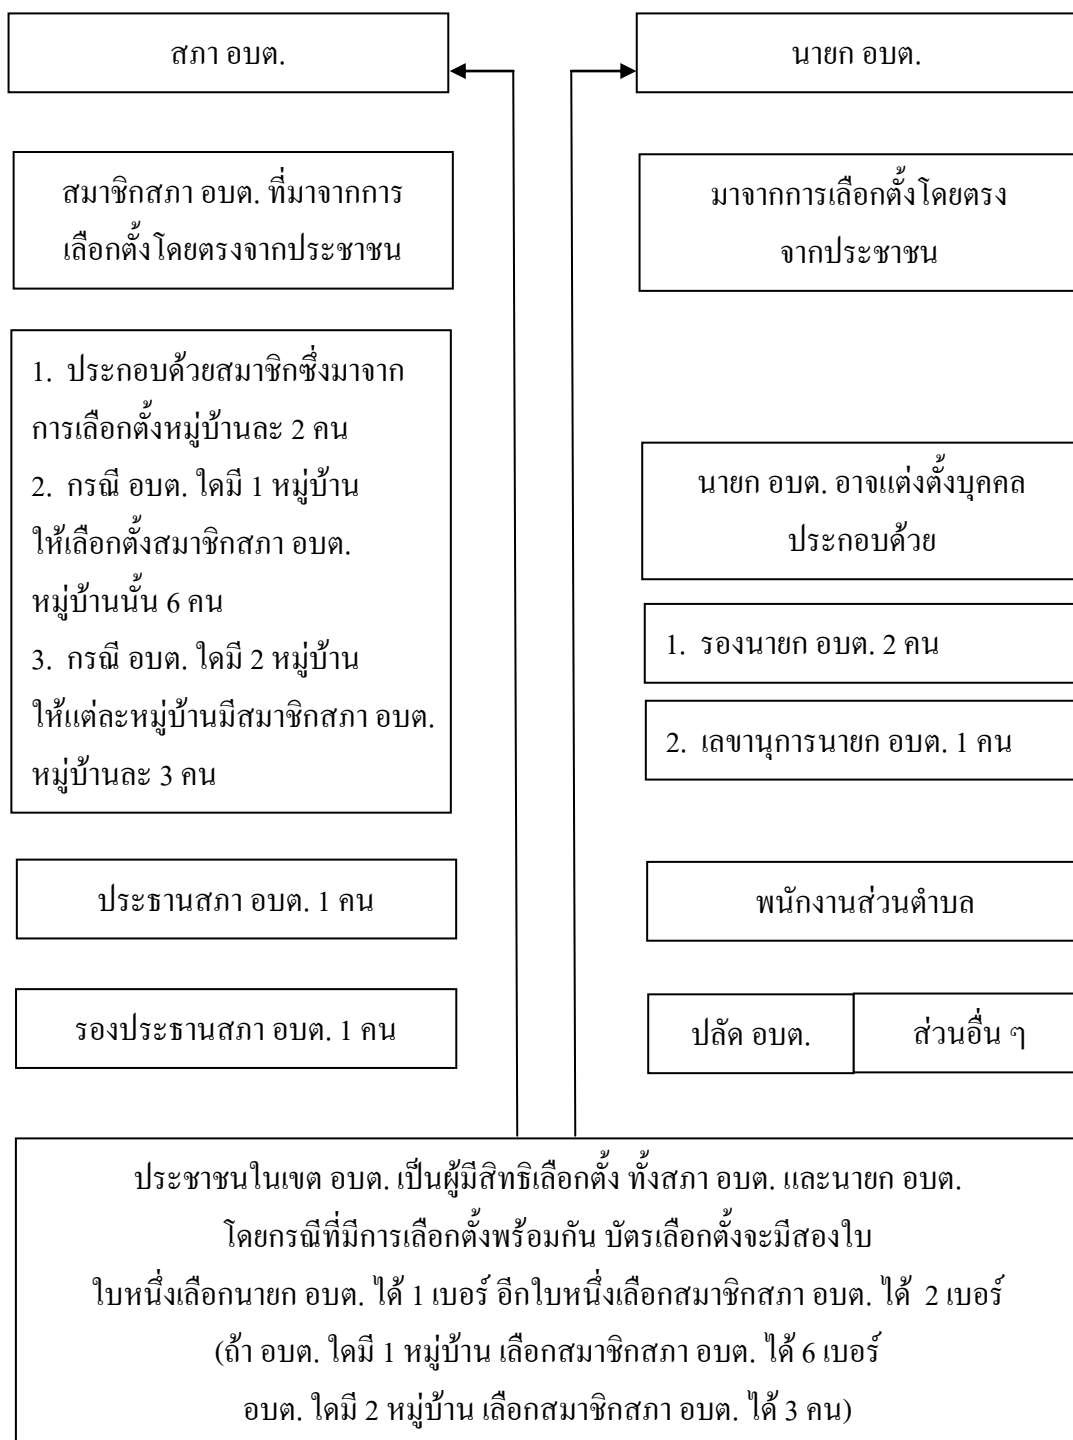 สภา อบต.
นายก อบต.
สมาชิกสภา อบต. ที่มาจากการ
เลือกตั้งโดยตรงจากประชาชน
มาจากการเลือกตั้งโดยตรง
จากประชาชน
1. ประกอบด้วยสมาชิกซึ่งมาจาก
การเลือกตั้งหมู่บ้านละ 2 คน
2. กรณี อบต. ใดมี 1 หมู่บ้าน
ให้เลือกตั้งสมาชิกสภา อบต.
หมู่บ้านนั้น 6 คน
3. กรณี อบต. ใดมี 2 หมู่บ้าน
ให้แต่ละหมู่บ้านมีสมาชิกสภา อบต.
หมู่บ้านละ 3 คน
นายก อบต. อาจแต่งตั้งบุคคล
ประกอบด้วย
1. รองนายก อบต. 2 คน
2. เลขานุการนายก อบต. 1 คน
ประธานสภา อบต. 1 คน
พนักงานส่วนตำบล
รองประธานสภา อบต. 1 คน
ปลัด อบต.
ส่วนอื่น ๆ
ประชาชนในเขต อบต. เป็นผู้มีสิทธิเลือกตั้ง ทั้งสภา อบต. และนายก อบต.
โดยกรณีที่มีการเลือกตั้งพร้อมกัน บัตรเลือกตั้งจะมีสองใบ
ใบหนึ่งเลือกนายก อบต. ได้ 1 เบอร์ อีกใบหนึ่งเลือกสมาชิกสภา อบต. ได้ 2 เบอร์
(ถ้า อบต. ใดมี 1 หมู่บ้าน เลือกสมาชิกสภา อบต. ได้ 6 เบอร์
อบต. ใดมี 2 หมู่บ้าน เลือกสมาชิกสภา อบต. ได้ 3 คน)